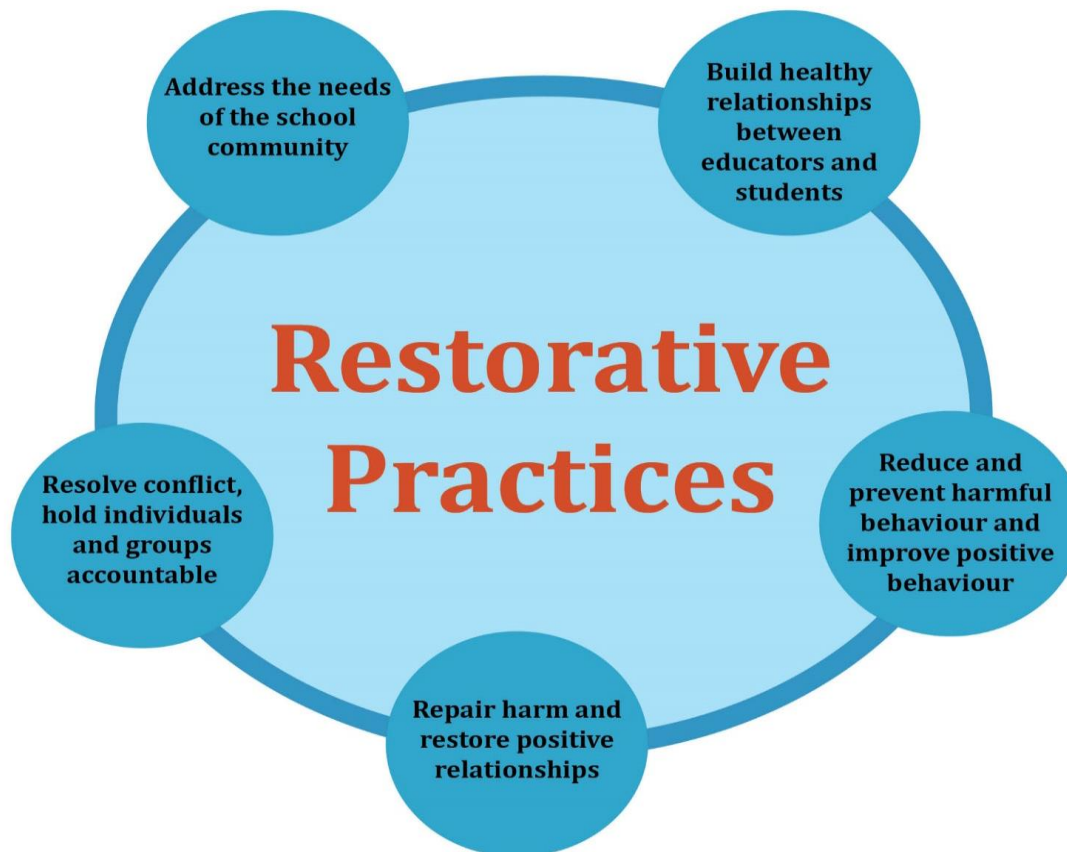 Address the needs
of the school
community
Build healthy
relationships
between
educators and
students
Restorative
Practices
Resolve conflict,
hold individuals
and groups
accountable
Reduce and
prevent harmful
behaviour and
improve positive
behaviour
Repair harm and
restore positive
relationships